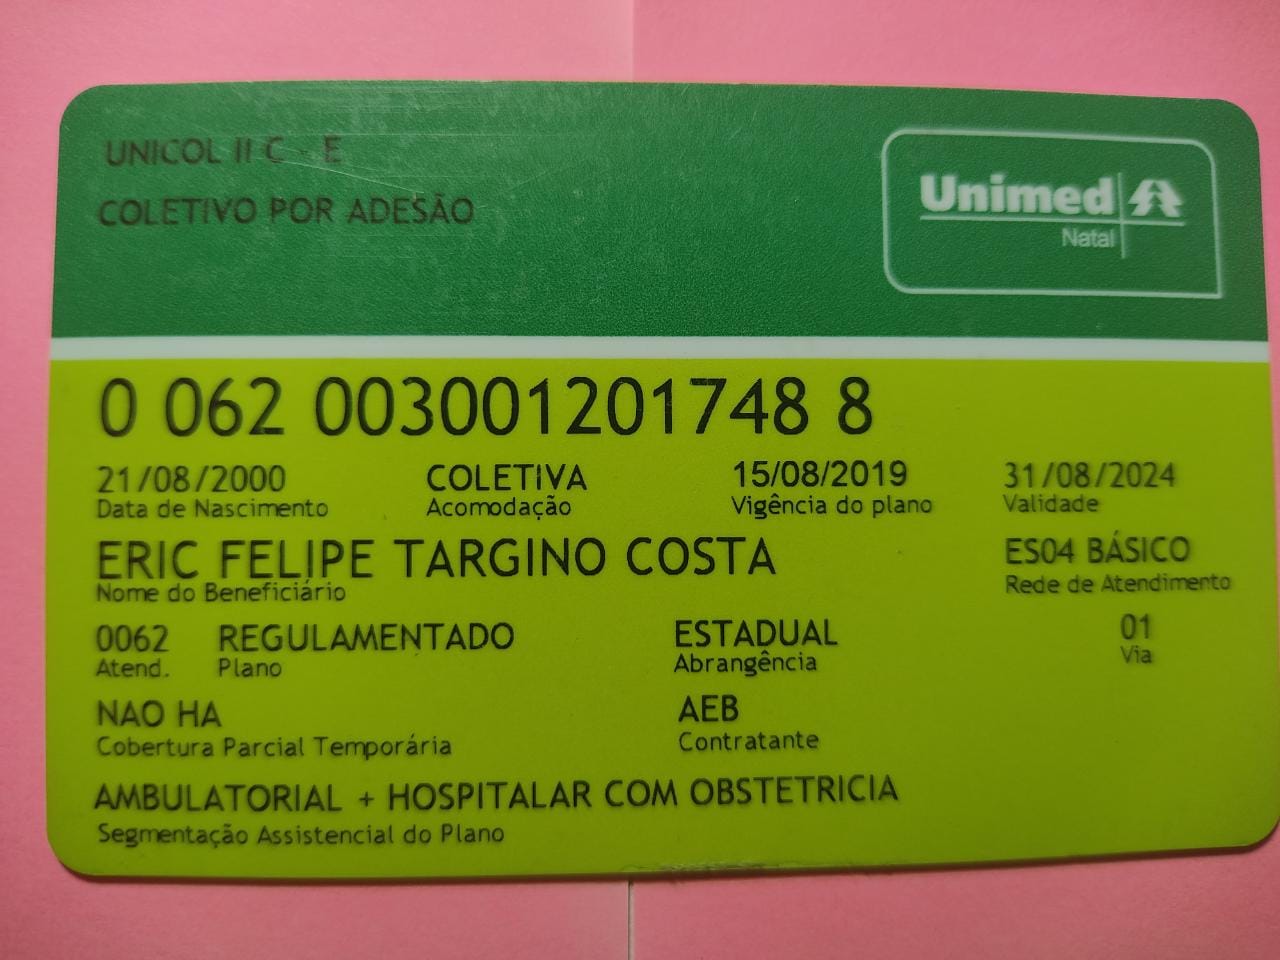 UNICOL II C - E
COLETIVO POR ADESÃO
Unimed
Natal
0 062 003001201748 8
21/08/2000 COLETIVA 15/08/2019 31/08/2024
Data de Nascimento Acomodação Vigência do plano Validade
ERIC FELIPE TARGINO COSTA ES04 BÁSICO
Nome do Beneficiário Rede de Atendimento
0062 REGULAMENTADO ESTADUAL 01
Atend. Plano Abrangência Via
NAO HA AEB
Cobertura Parcial Temporária Contratante
AMBULATORIAL + HOSPITALAR COM OBSTETRICIA
Segmentação Assistencial do Plano